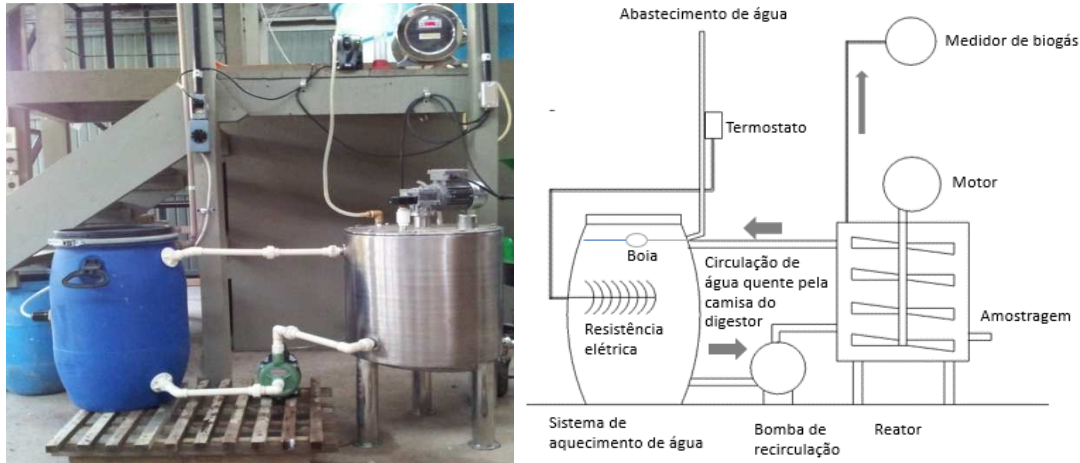 Abastecimento de água
Medidor de biogás
Termostato
Motor
Boia
Circulação de
água quente pela
camisa do
digestor
Resistência
elétrica
Amostragem
Sistema de
aquecimento de água
Bomba de
recirculação
Reator